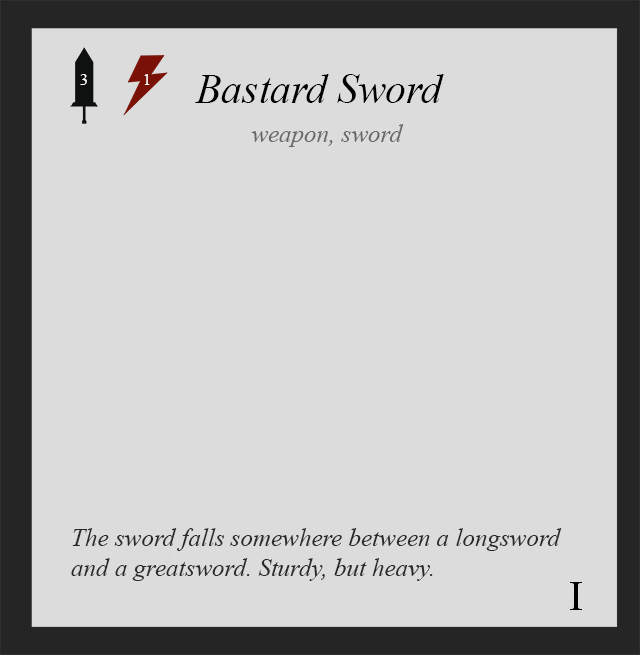 3 1 Bastard Sword
weapon, sword
The sword falls somewhere between a longsword
and a greatsword. Sturdy, but heavy.
I